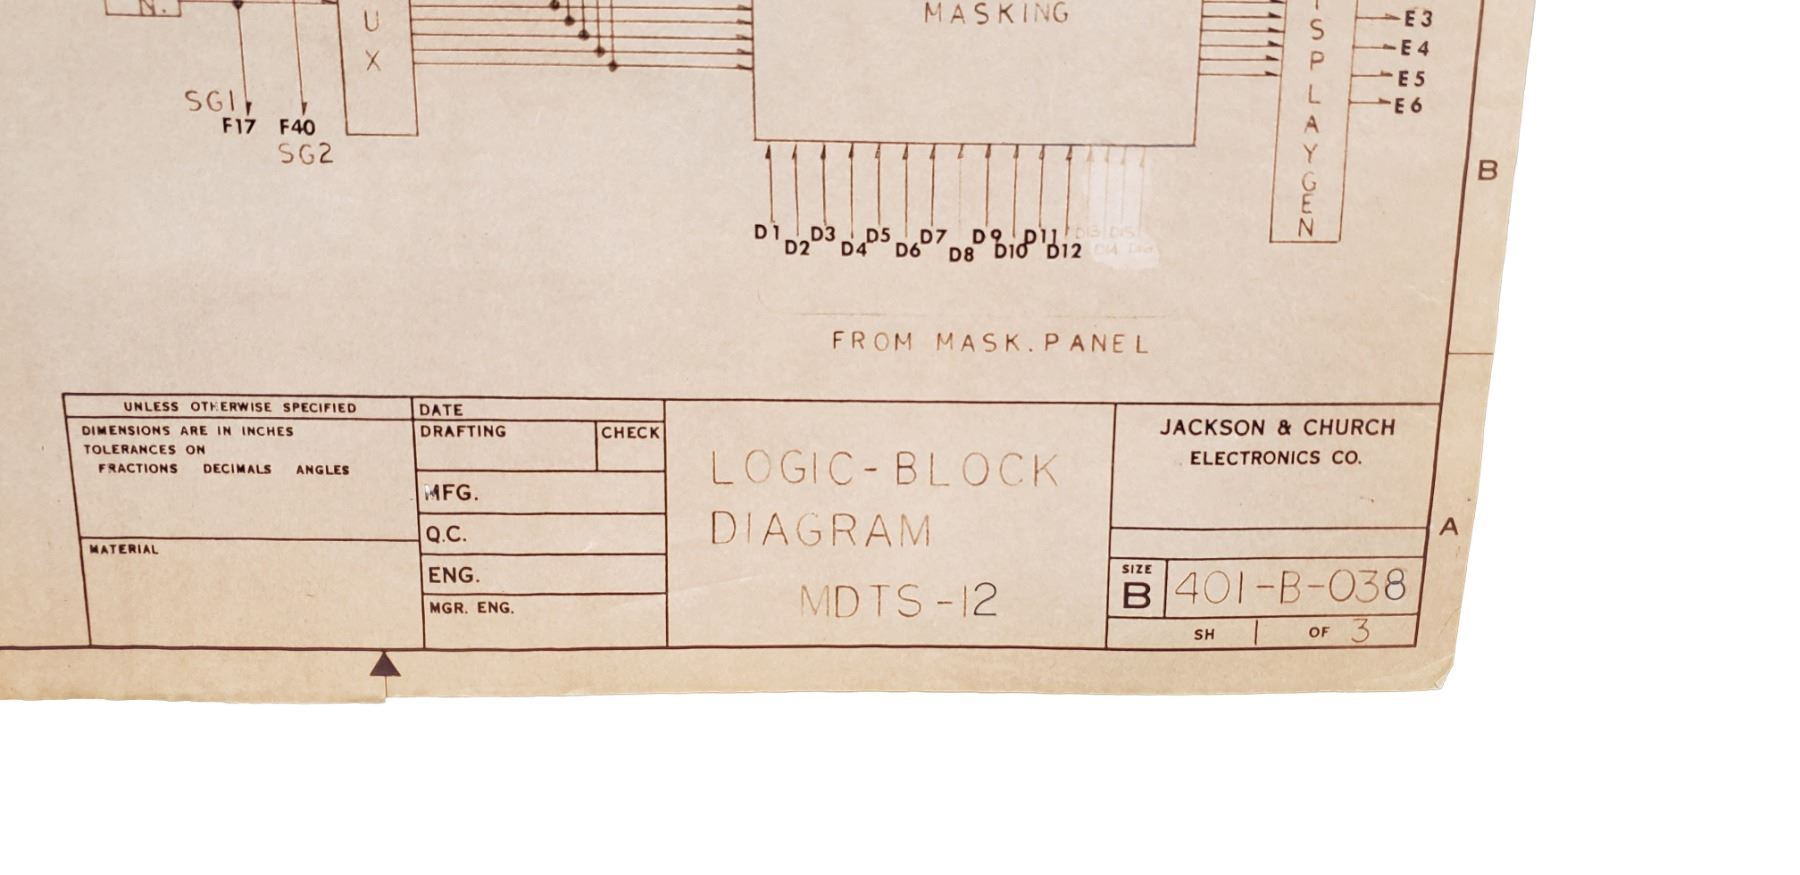 N.
U
X
MASKING
I
S
P
L
A
Y
G
E
N
E3
E4
E5
E6
B
SG1
F17 F40
SG2
D1 D2 D3 D4 D5 D6 D7 D8 D9 D10 D11 D12 D13 D14 D15
FROM MASK. PANEL
UNLESS OTHERWISE SPECIFIED
DIMENSIONS ARE IN INCHES
TOLERANCES ON
FRACTIONS DECIMALS ANGLES
MATERIAL
DATE
DRAFTING CHECK
MFG.
Q.C.
ENG.
MGR. ENG.
LOGIC-BLOCK
DIAGRAM
MDTS-12
JACKSON & CHURCH
ELECTRONICS CO.
SIZE
B 401-B-038
SH 1 OF 3
A